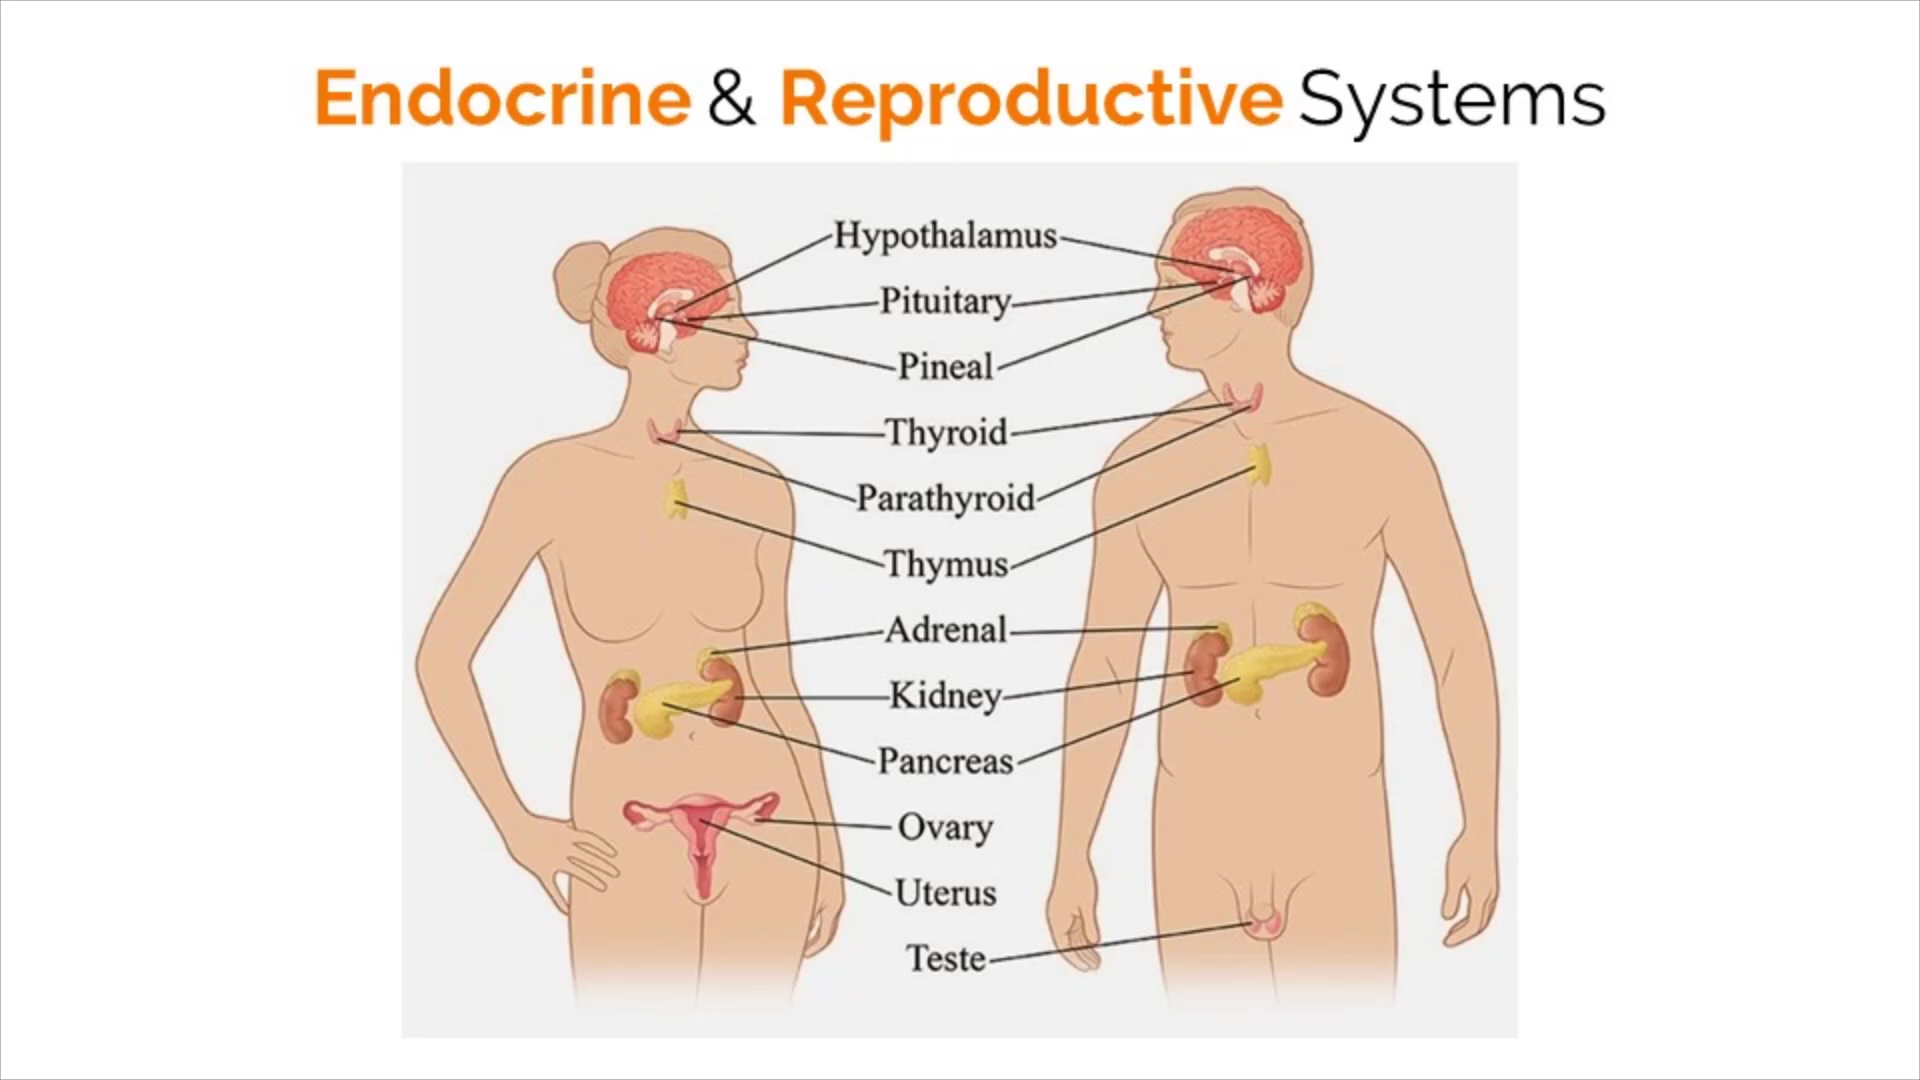 Endocrine & Reproductive Systems
Hypothalamus
Pituitary
Pineal
Thyroid
Parathyroid
Thymus
Adrenal
Kidney
Pancreas
Ovary
Uterus
Teste